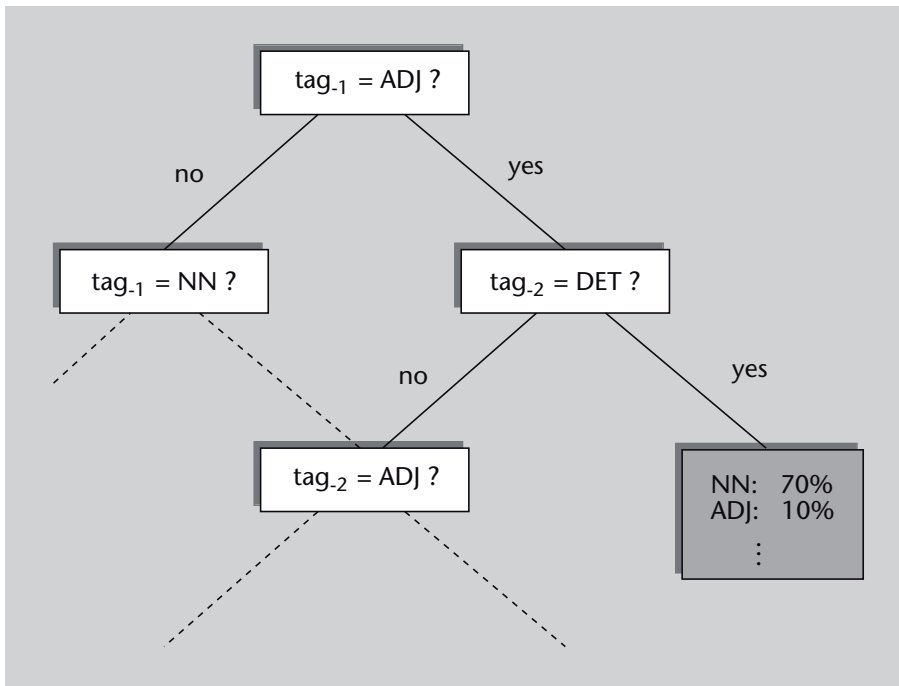 tag-1 = ADJ ?
no
yes
tag-1 = NN ?
tag-2 = DET ?
no
yes
tag-2 = ADJ ?
NN: 70%
ADJ: 10%
⋮